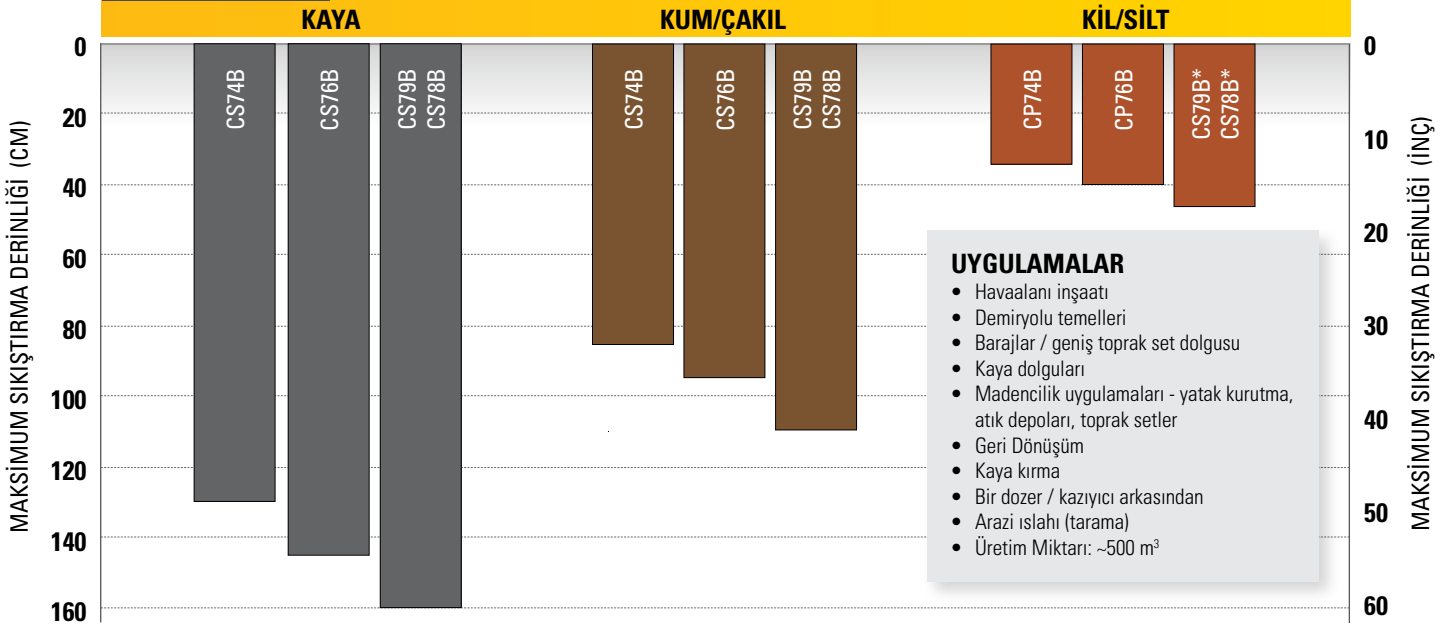 KAYA
KUM/ÇAKIL
KİL/SİLT
MAKSİMUM SIKIŞTIRMA DERİNLİĞİ (CM)
0
20
40
60
80
100
120
140
160
CS74B
CS76B
CS79B
CS78B
CS74B
CS76B
CS79B
CS78B
CP74B
CP76B
CS79B*
CS78B*
0
10
20
30
40
50
60
MAKSİMUM SIKIŞTIRMA DERİNLİĞİ (İNÇ)
UYGULAMALAR
• Havaalanı inşaatı
• Demiryolu temelleri
• Barajlar / geniş toprak set dolgusu
• Kaya dolguları
• Madencilik uygulamaları - yatak kurutma,
atık depoları, toprak setler
• Geri Dönüşüm
• Kaya kırma
• Bir dozer / kazıyıcı arkasından
• Arazi ıslahı (tarama)
• Üretim Miktarı: ~500 m³